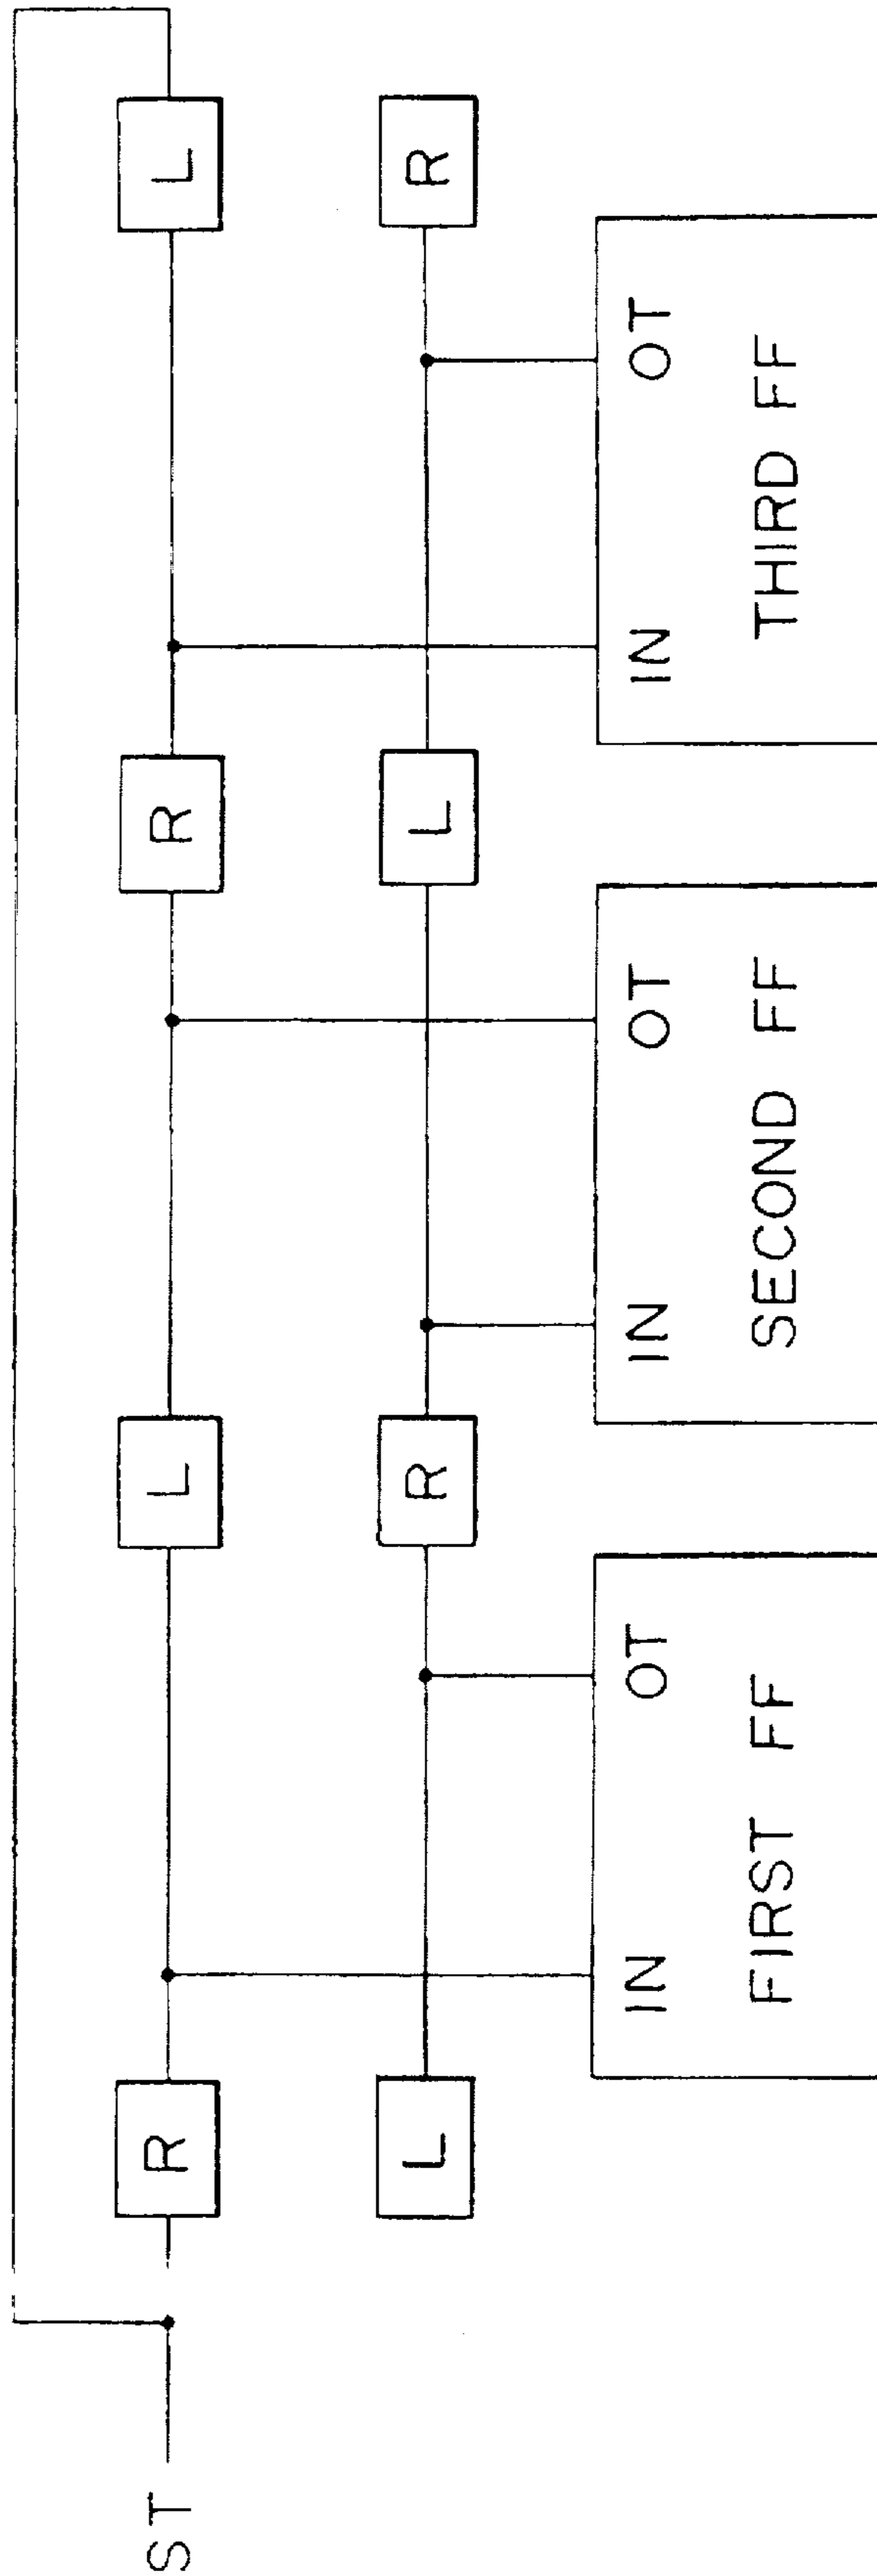 ST
R L R L
L R L R
IN OT IN OT IN OT
FIRST FF SECOND FF THIRD FF